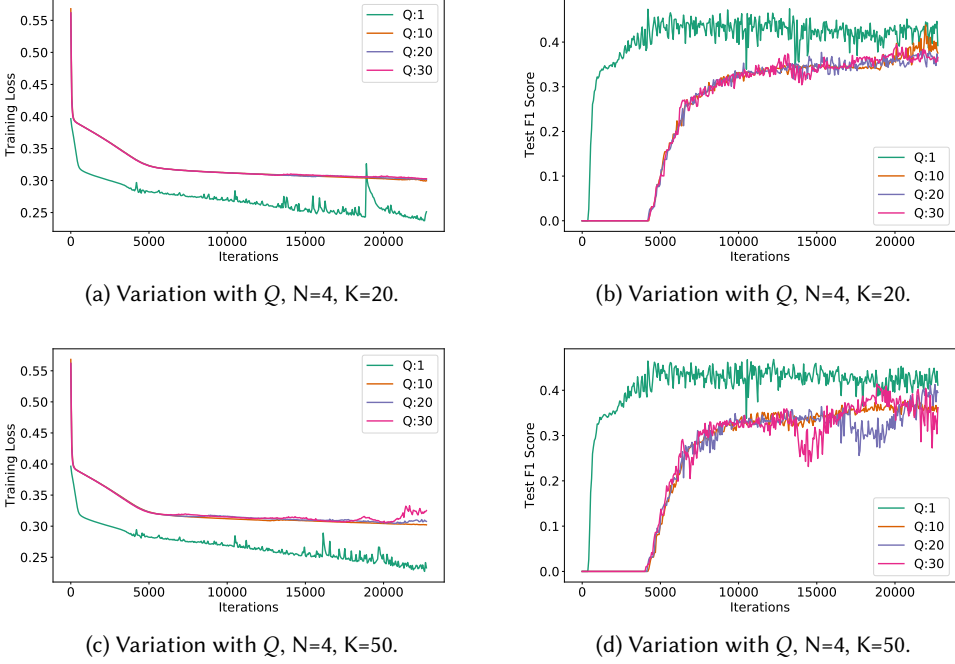 0.55
0.50
0.45
0.40
0.35
0.30
0.25
Training Loss
0
5000
10000
15000
20000
Iterations
Q:1
Q:10
Q:20
Q:30
(a) Variation with Q, N=4, K=20.
0.4
0.3
0.2
0.1
0.0
Test F1 Score
0
5000
10000
15000
20000
Iterations
Q:1
Q:10
Q:20
Q:30
(b) Variation with Q, N=4, K=20.
0.55
0.50
0.45
0.40
0.35
0.30
0.25
Training Loss
0
5000
10000
15000
20000
Iterations
Q:1
Q:10
Q:20
Q:30
(c) Variation with Q, N=4, K=50.
0.4
0.3
0.2
0.1
0.0
Test F1 Score
0
5000
10000
15000
20000
Iterations
Q:1
Q:10
Q:20
Q:30
(d) Variation with Q, N=4, K=50.